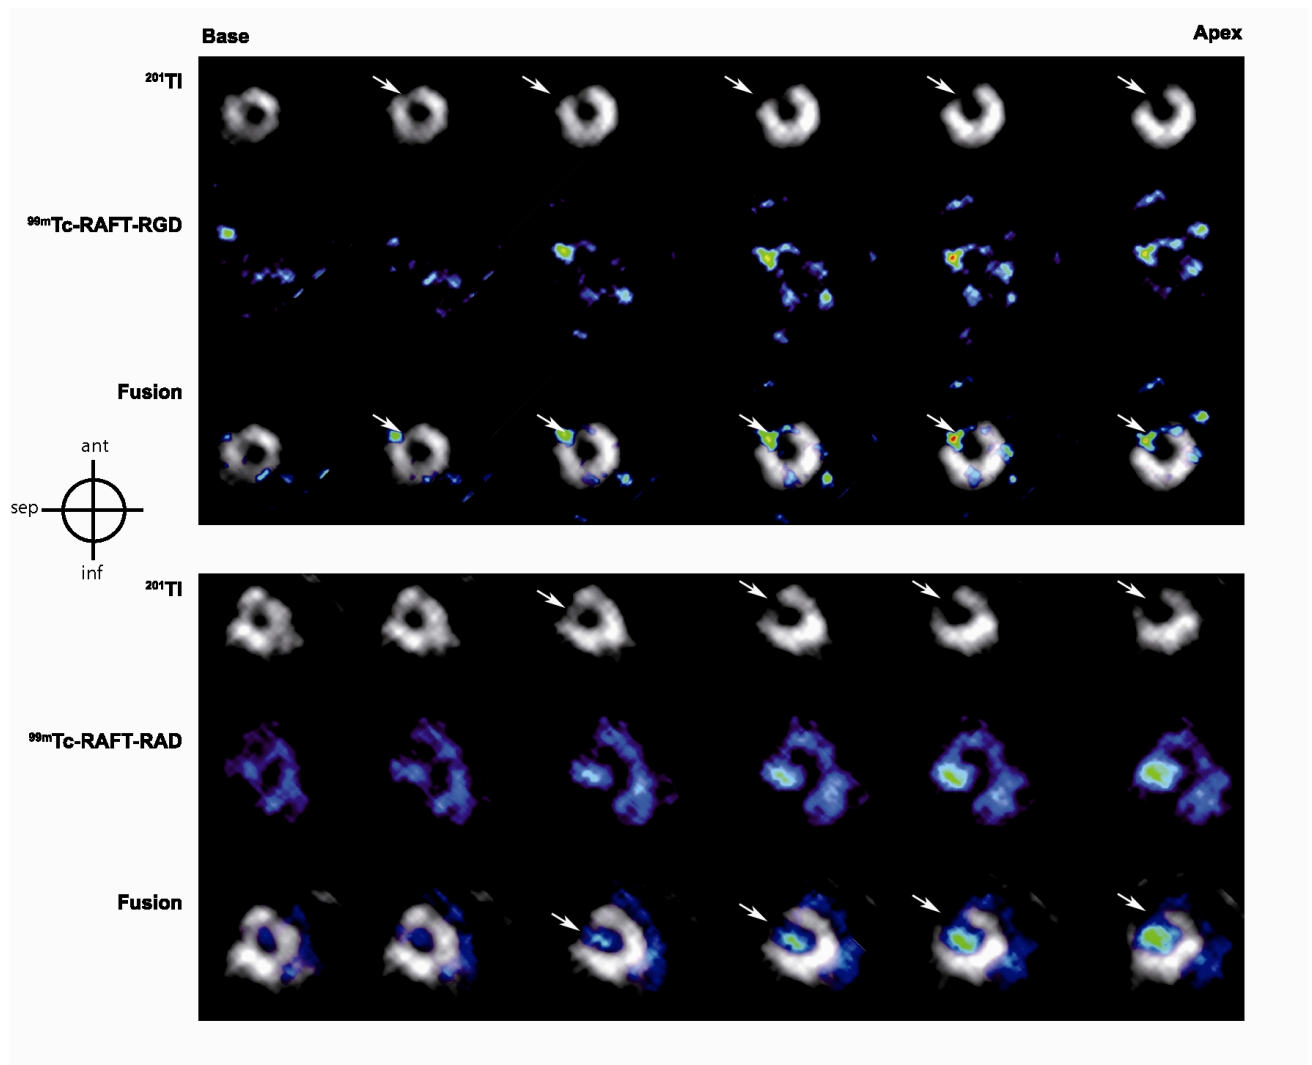 Base
Apex
²⁰¹Tl
⁹⁹ᵐTc-RAFT-RGD
Fusion
ant
sep
inf
²⁰¹Tl
⁹⁹ᵐTc-RAFT-RAD
Fusion